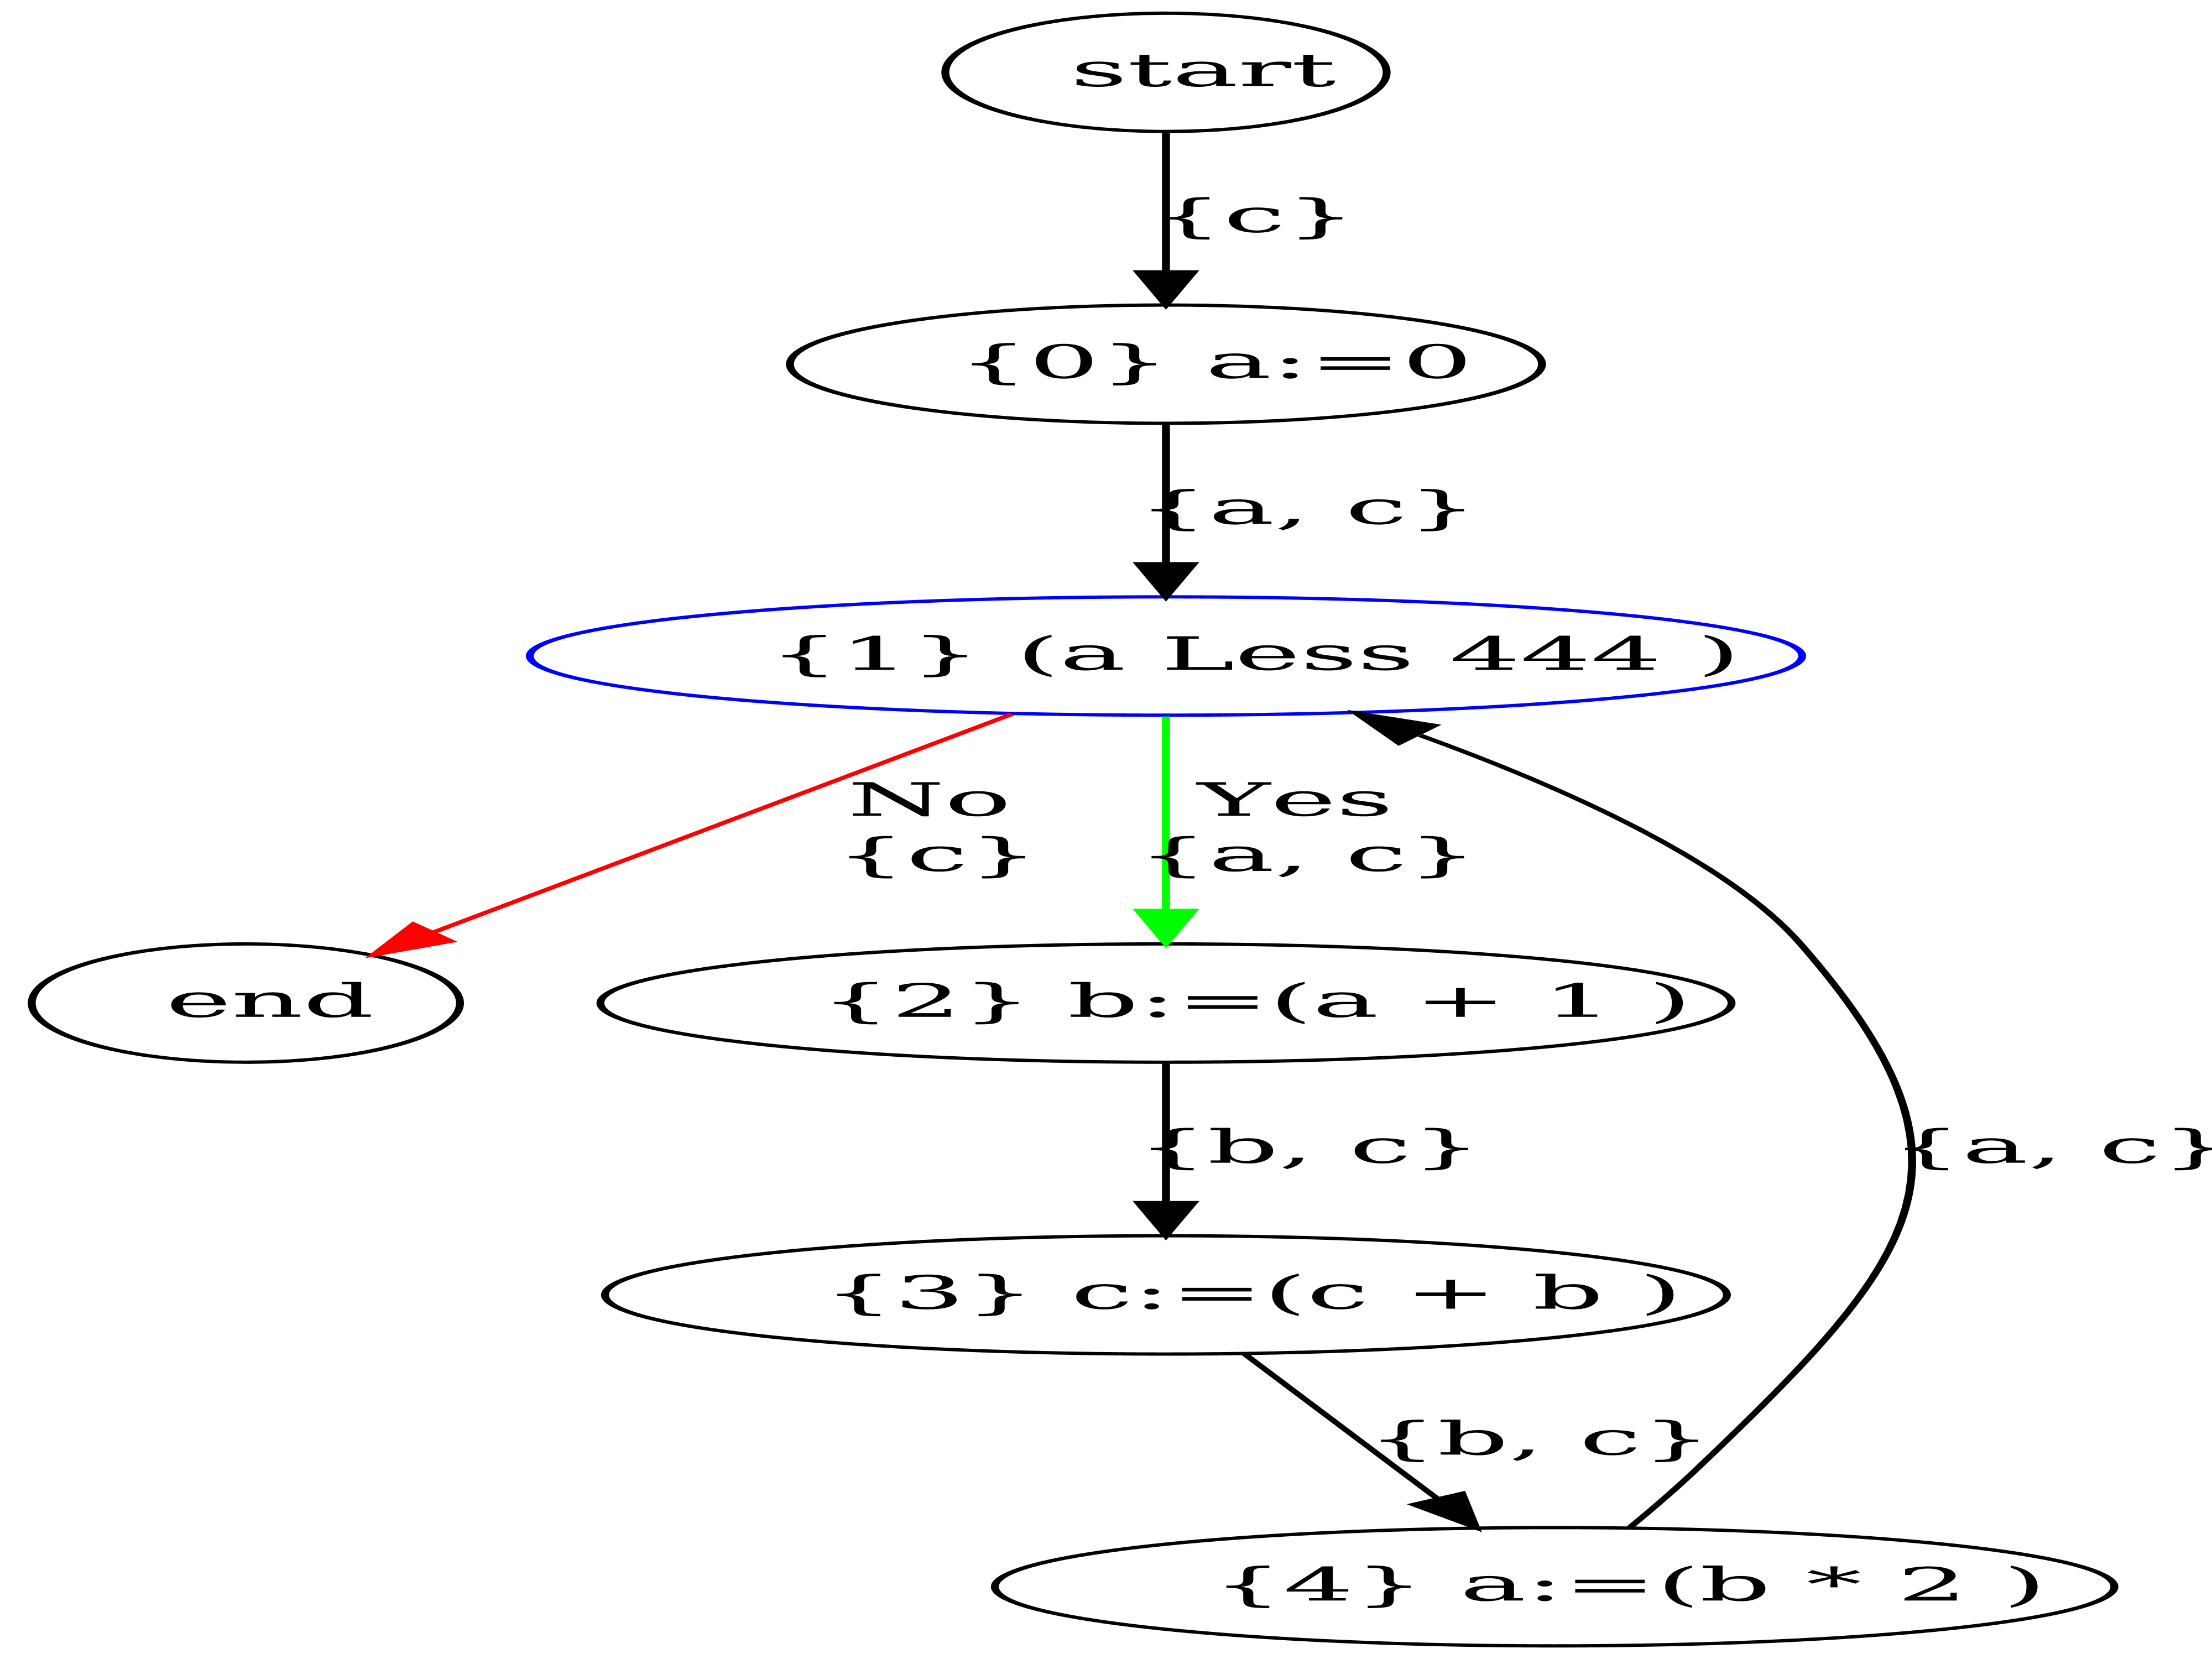 start
{c}
{0} a:=0
{a, c}
{1} (a Less 444 )
No
{c}
Yes
{a, c}
end
{2} b:=(a + 1 )
{b, c}
{a, c}
{3} c:=(c + b )
{b, c}
{4} a:=(b * 2 )